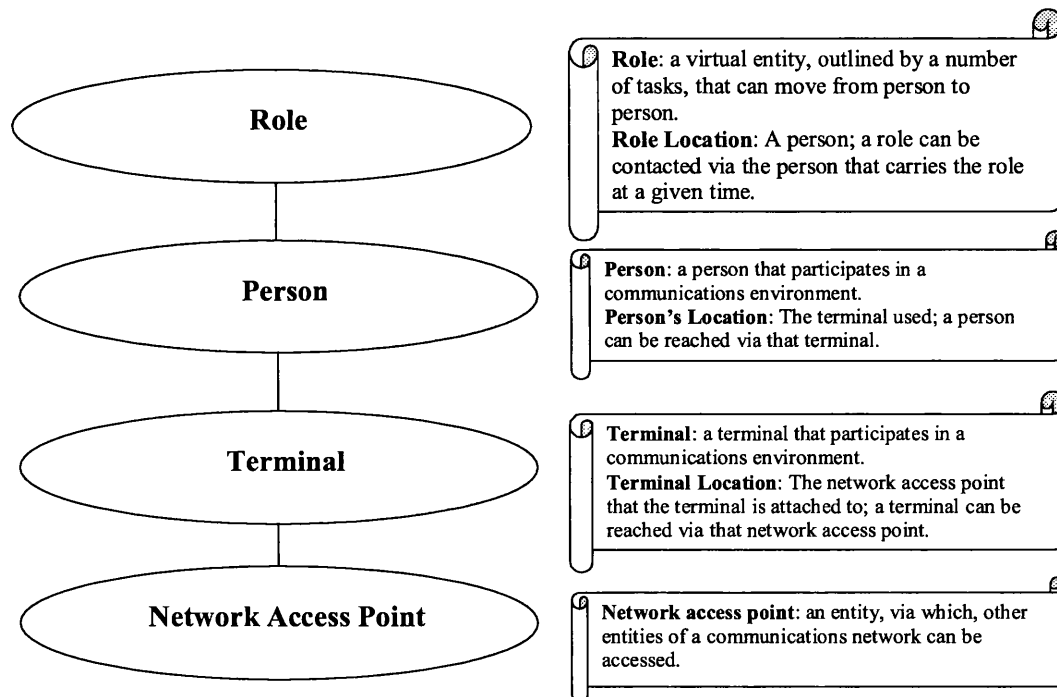 Role
Role: a virtual entity, outlined by a number
of tasks, that can move from person to
person.
Role Location: A person; a role can be
contacted via the person that carries the role
at a given time.
Person
Person: a person that participates in a
communications environment.
Person's Location: The terminal used; a person
can be reached via that terminal.
Terminal
Terminal: a terminal that participates in a
communications environment.
Terminal Location: The network access point
that the terminal is attached to; a terminal can be
reached via that network access point.
Network Access Point
Network access point: an entity, via which, other
entities of a communications network can be
accessed.